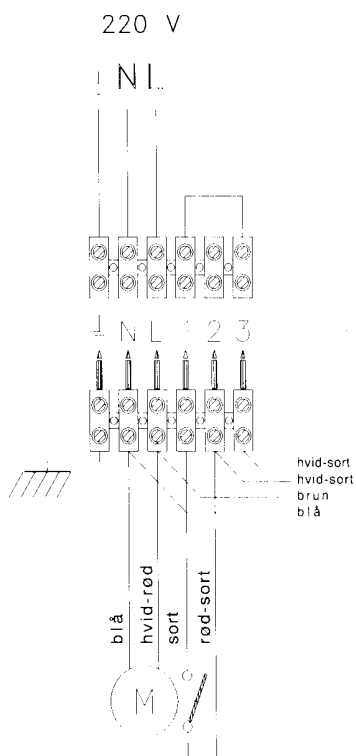 220 V
N L
N L 1 2 3
hvid-sort
hvid-sort
brun
blå
blå
hvid-rød
sort
rød-sort
M